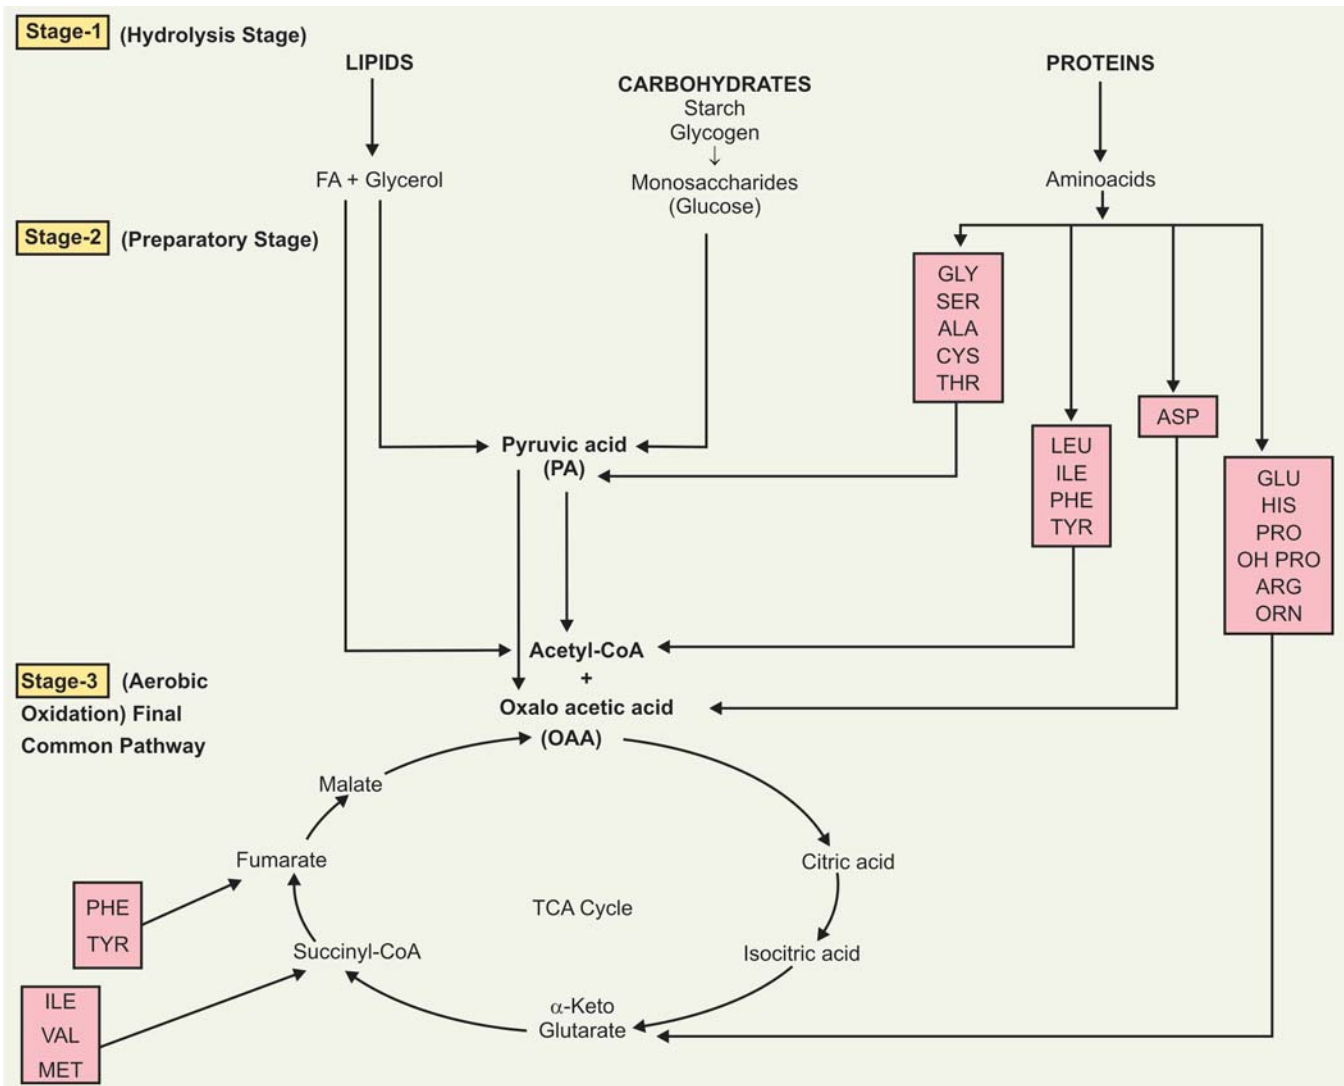 Stage-1 (Hydrolysis Stage)
LIPIDS
CARBOHYDRATES
Starch
Glycogen
Monosaccharides
(Glucose)
PROTEINS
FA + Glycerol
Aminoacids
Stage-2 (Preparatory Stage)
GLY
SER
ALA
CYS
THR
LEU
ILE
PHE
TYR
ASP
GLU
HIS
PRO
OH PRO
ARG
ORN
Pyruvic acid
(PA)
Acetyl-CoA
+
Oxalo acetic acid
(OAA)
Stage-3 (Aerobic
Oxidation) Final
Common Pathway
Malate
Fumarate
Citric acid
TCA Cycle
Succinyl-CoA
Isocitric acid
α-Keto
Glutarate
PHE
TYR
ILE
VAL
MET